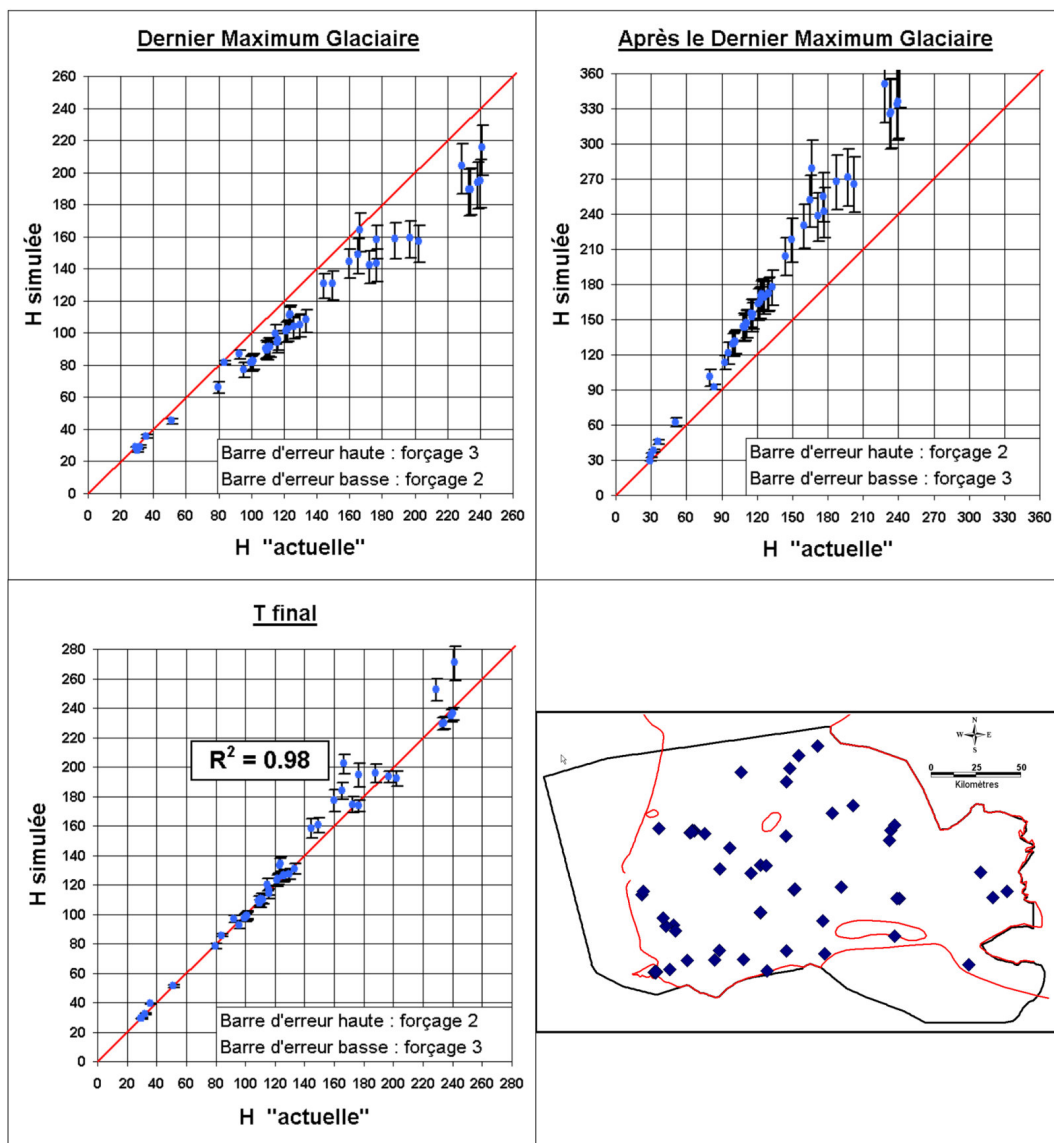 Dernier Maximum Glaciaire
260
240
220
200
180
160
140
120
100
80
60
40
20
0
H simulée
Barre d'erreur haute : forçage 3
Barre d'erreur basse : forçage 2
0 20 40 60 80 100 120 140 160 180 200 220 240 260
H "actuelle"
Après le Dernier Maximum Glaciaire
360
330
300
270
240
210
180
150
120
90
60
30
0
H simulée
Barre d'erreur haute : forçage 2
Barre d'erreur basse : forçage 3
0 30 60 90 120 150 180 210 240 270 300 330 360
H "actuelle"
T final
280
260
240
220
200
180
160
140
120
100
80
60
40
20
0
H simulée
R² = 0.98
Barre d'erreur haute : forçage 2
Barre d'erreur basse : forçage 3
0 20 40 60 80 100 120 140 160 180 200 220 240 260 280
H "actuelle"
N
W E
S
0 25 50
Kilométres